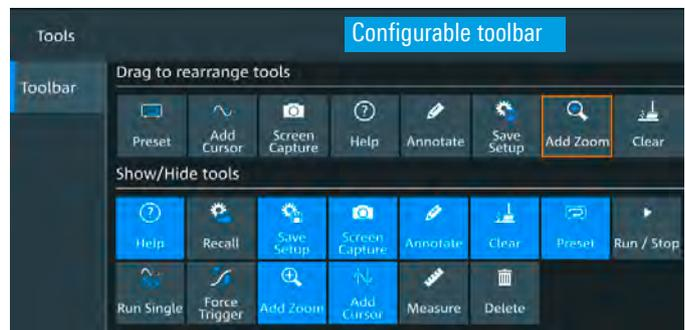 Configurable toolbar
Tools
Toolbar
Drag to rearrange tools
Preset
Add
Cursor
Screen
Capture
Help
Annotate
Save
Setup
Add Zoom
Clear
Show/Hide tools
Help
Recall
Save
Setup
Screen
Capture
Annotate
Clear
Preset
Run / Stop
Run Single
Force
Trigger
Add Zoom
Add
Cursor
Measure
Delete